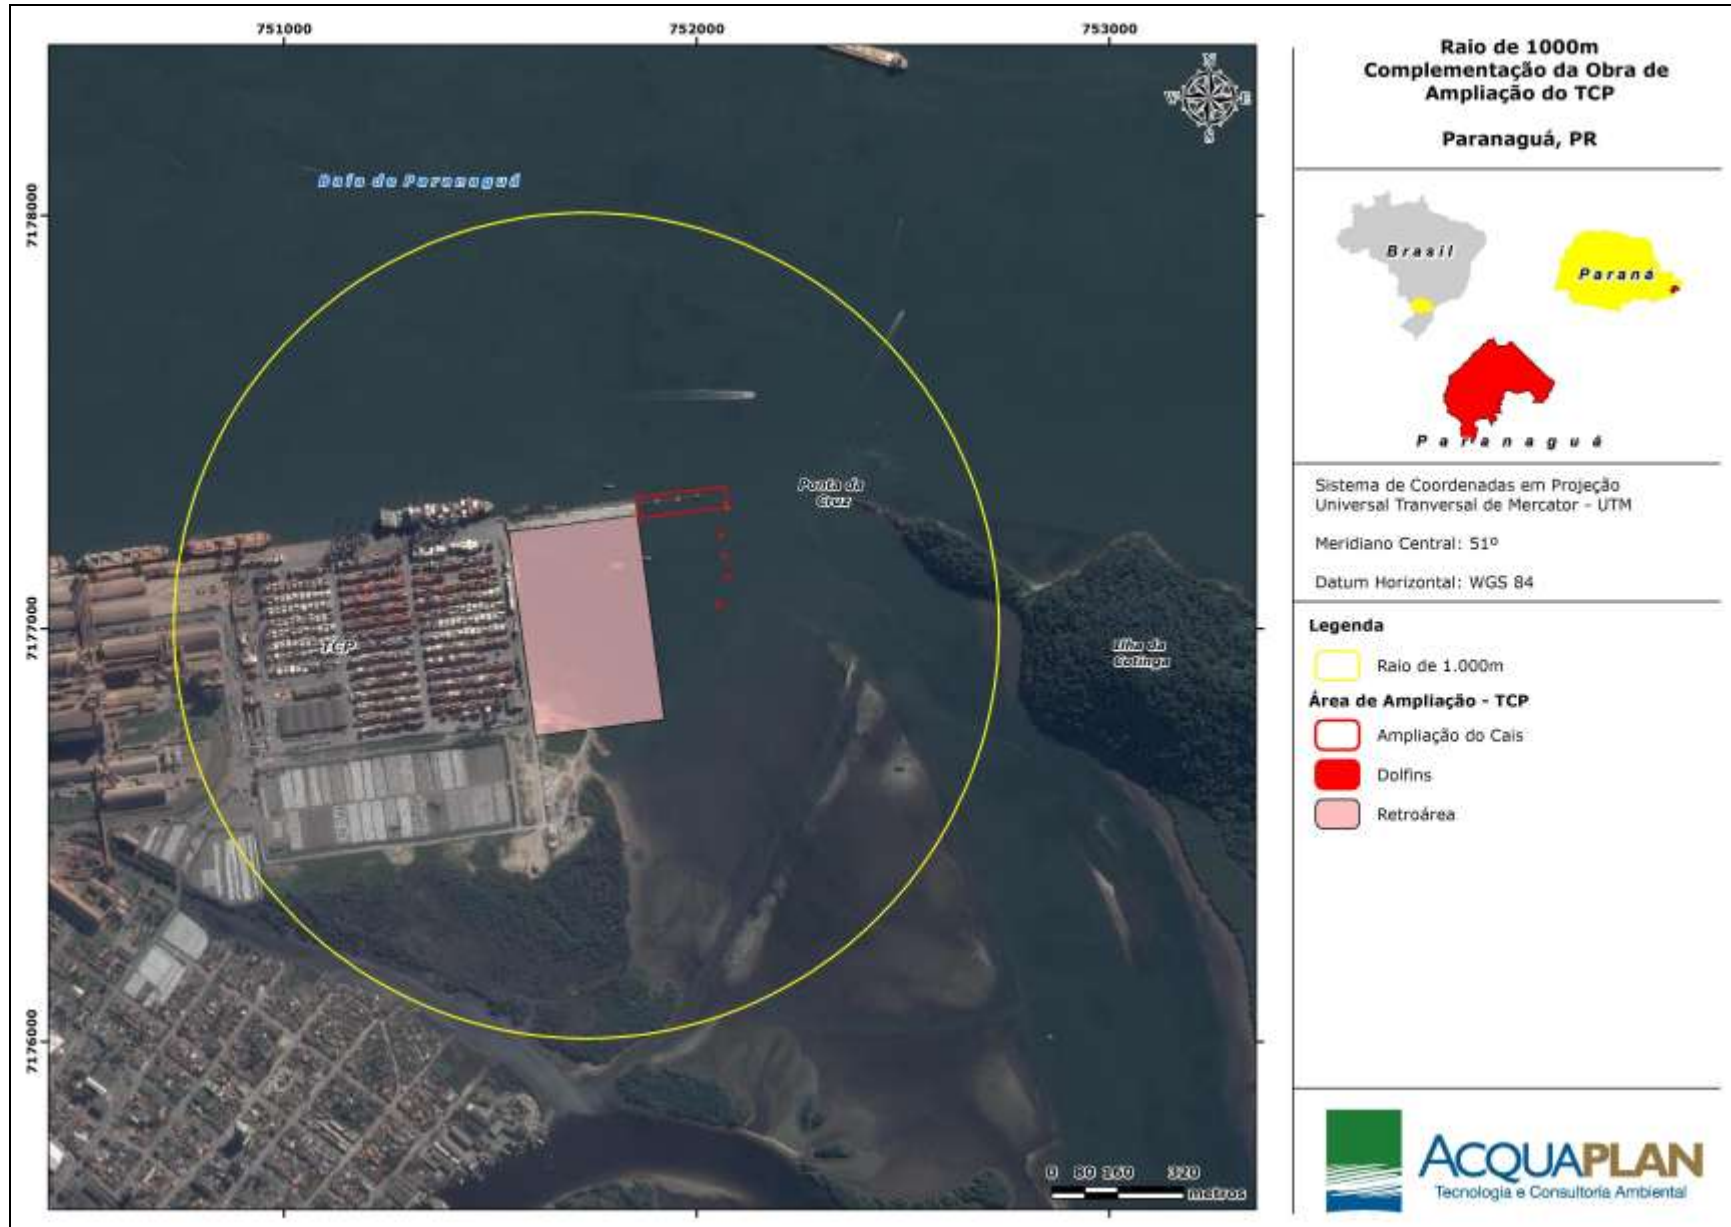 751000
752000
753000
7178000
7177000
7176000
N
W
E
S
Baía de Paranaguá
Ponta da
Cruz
TCP
Ilha da
Cotinga
0 80 160 320
metros
Raio de 1000m
Complementação da Obra de
Ampliação do TCP
Paranaguá, PR
Brasil
Paraná
Paranaguá
Sistema de Coordenadas em Projeção
Universal Tranversal de Mercator - UTM
Meridiano Central: 51º
Datum Horizontal: WGS 84
Legenda
Raio de 1.000m
Área de Ampliação - TCP
Ampliação do Cais
Dolfins
Retroárea
ACQUAPLAN
Tecnologia e Consultoria Ambiental